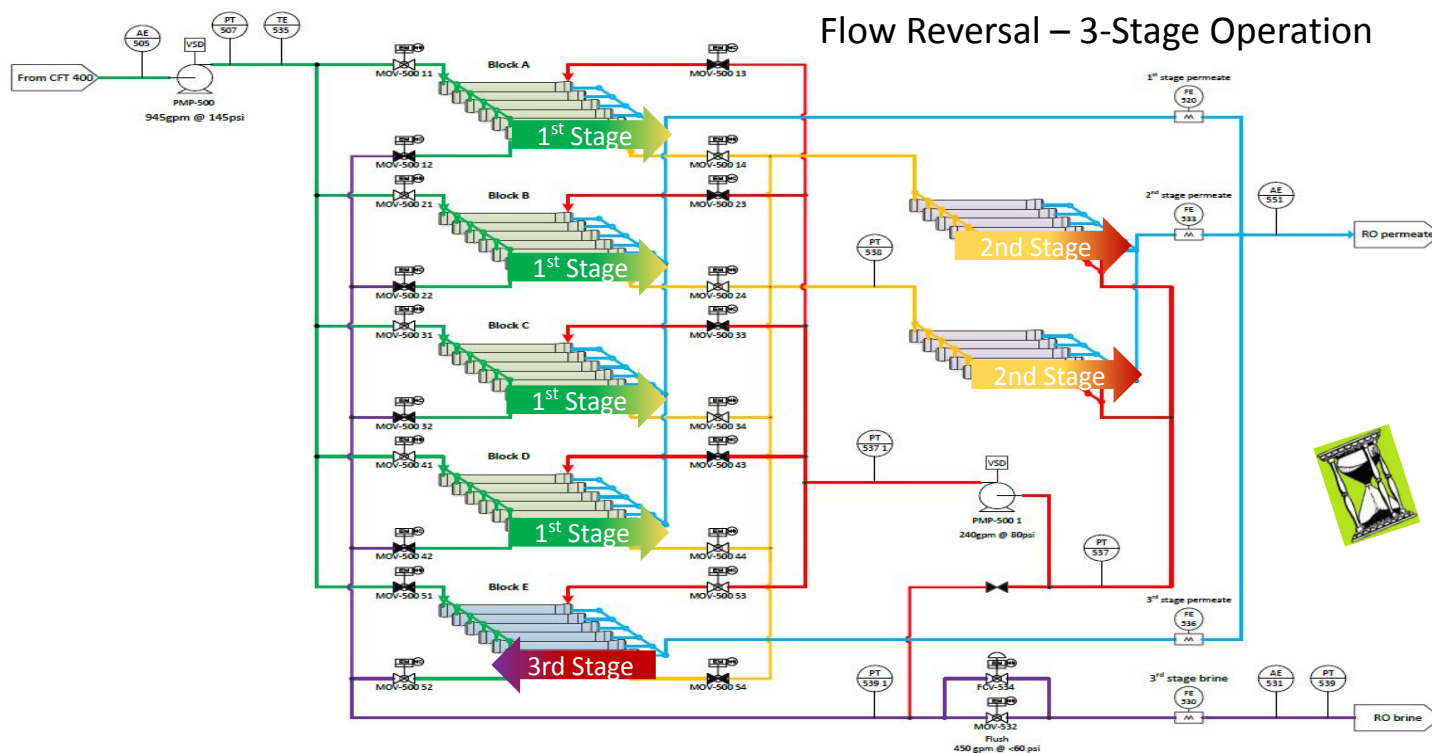 Flow Reversal – 3-Stage Operation
AE
505
PT
507
TE
535
VSD
From CFT 400
PMP-500
945gpm @ 145psi
MOV-500 11
Block A
MOV-500 13
1st Stage
MOV-500 12
MOV-500 14
MOV-500 21
Block B
MOV-500 23
1st Stage
MOV-500 22
MOV-500 24
MOV-500 31
Block C
MOV-500 33
1st Stage
MOV-500 32
MOV-500 34
MOV-500 41
Block D
MOV-500 43
1st Stage
MOV-500 42
MOV-500 44
MOV-500 51
Block E
MOV-500 53
3rd Stage
MOV-500 52
MOV-500 54
1st stage permeate
FE
520
2nd stage permeate
FE
533
AE
551
RO permeate
2nd Stage
PT
538
2nd Stage
PT
537 1
VSD
PMP-500 1
240gpm @ 80psi
PT
537
3rd stage permeate
FE
536
PT
539 1
FCV-534
MOV-532
Flush
450 gpm @ <60 psi
3rd stage brine
FE
530
AE
531
PT
539
RO brine